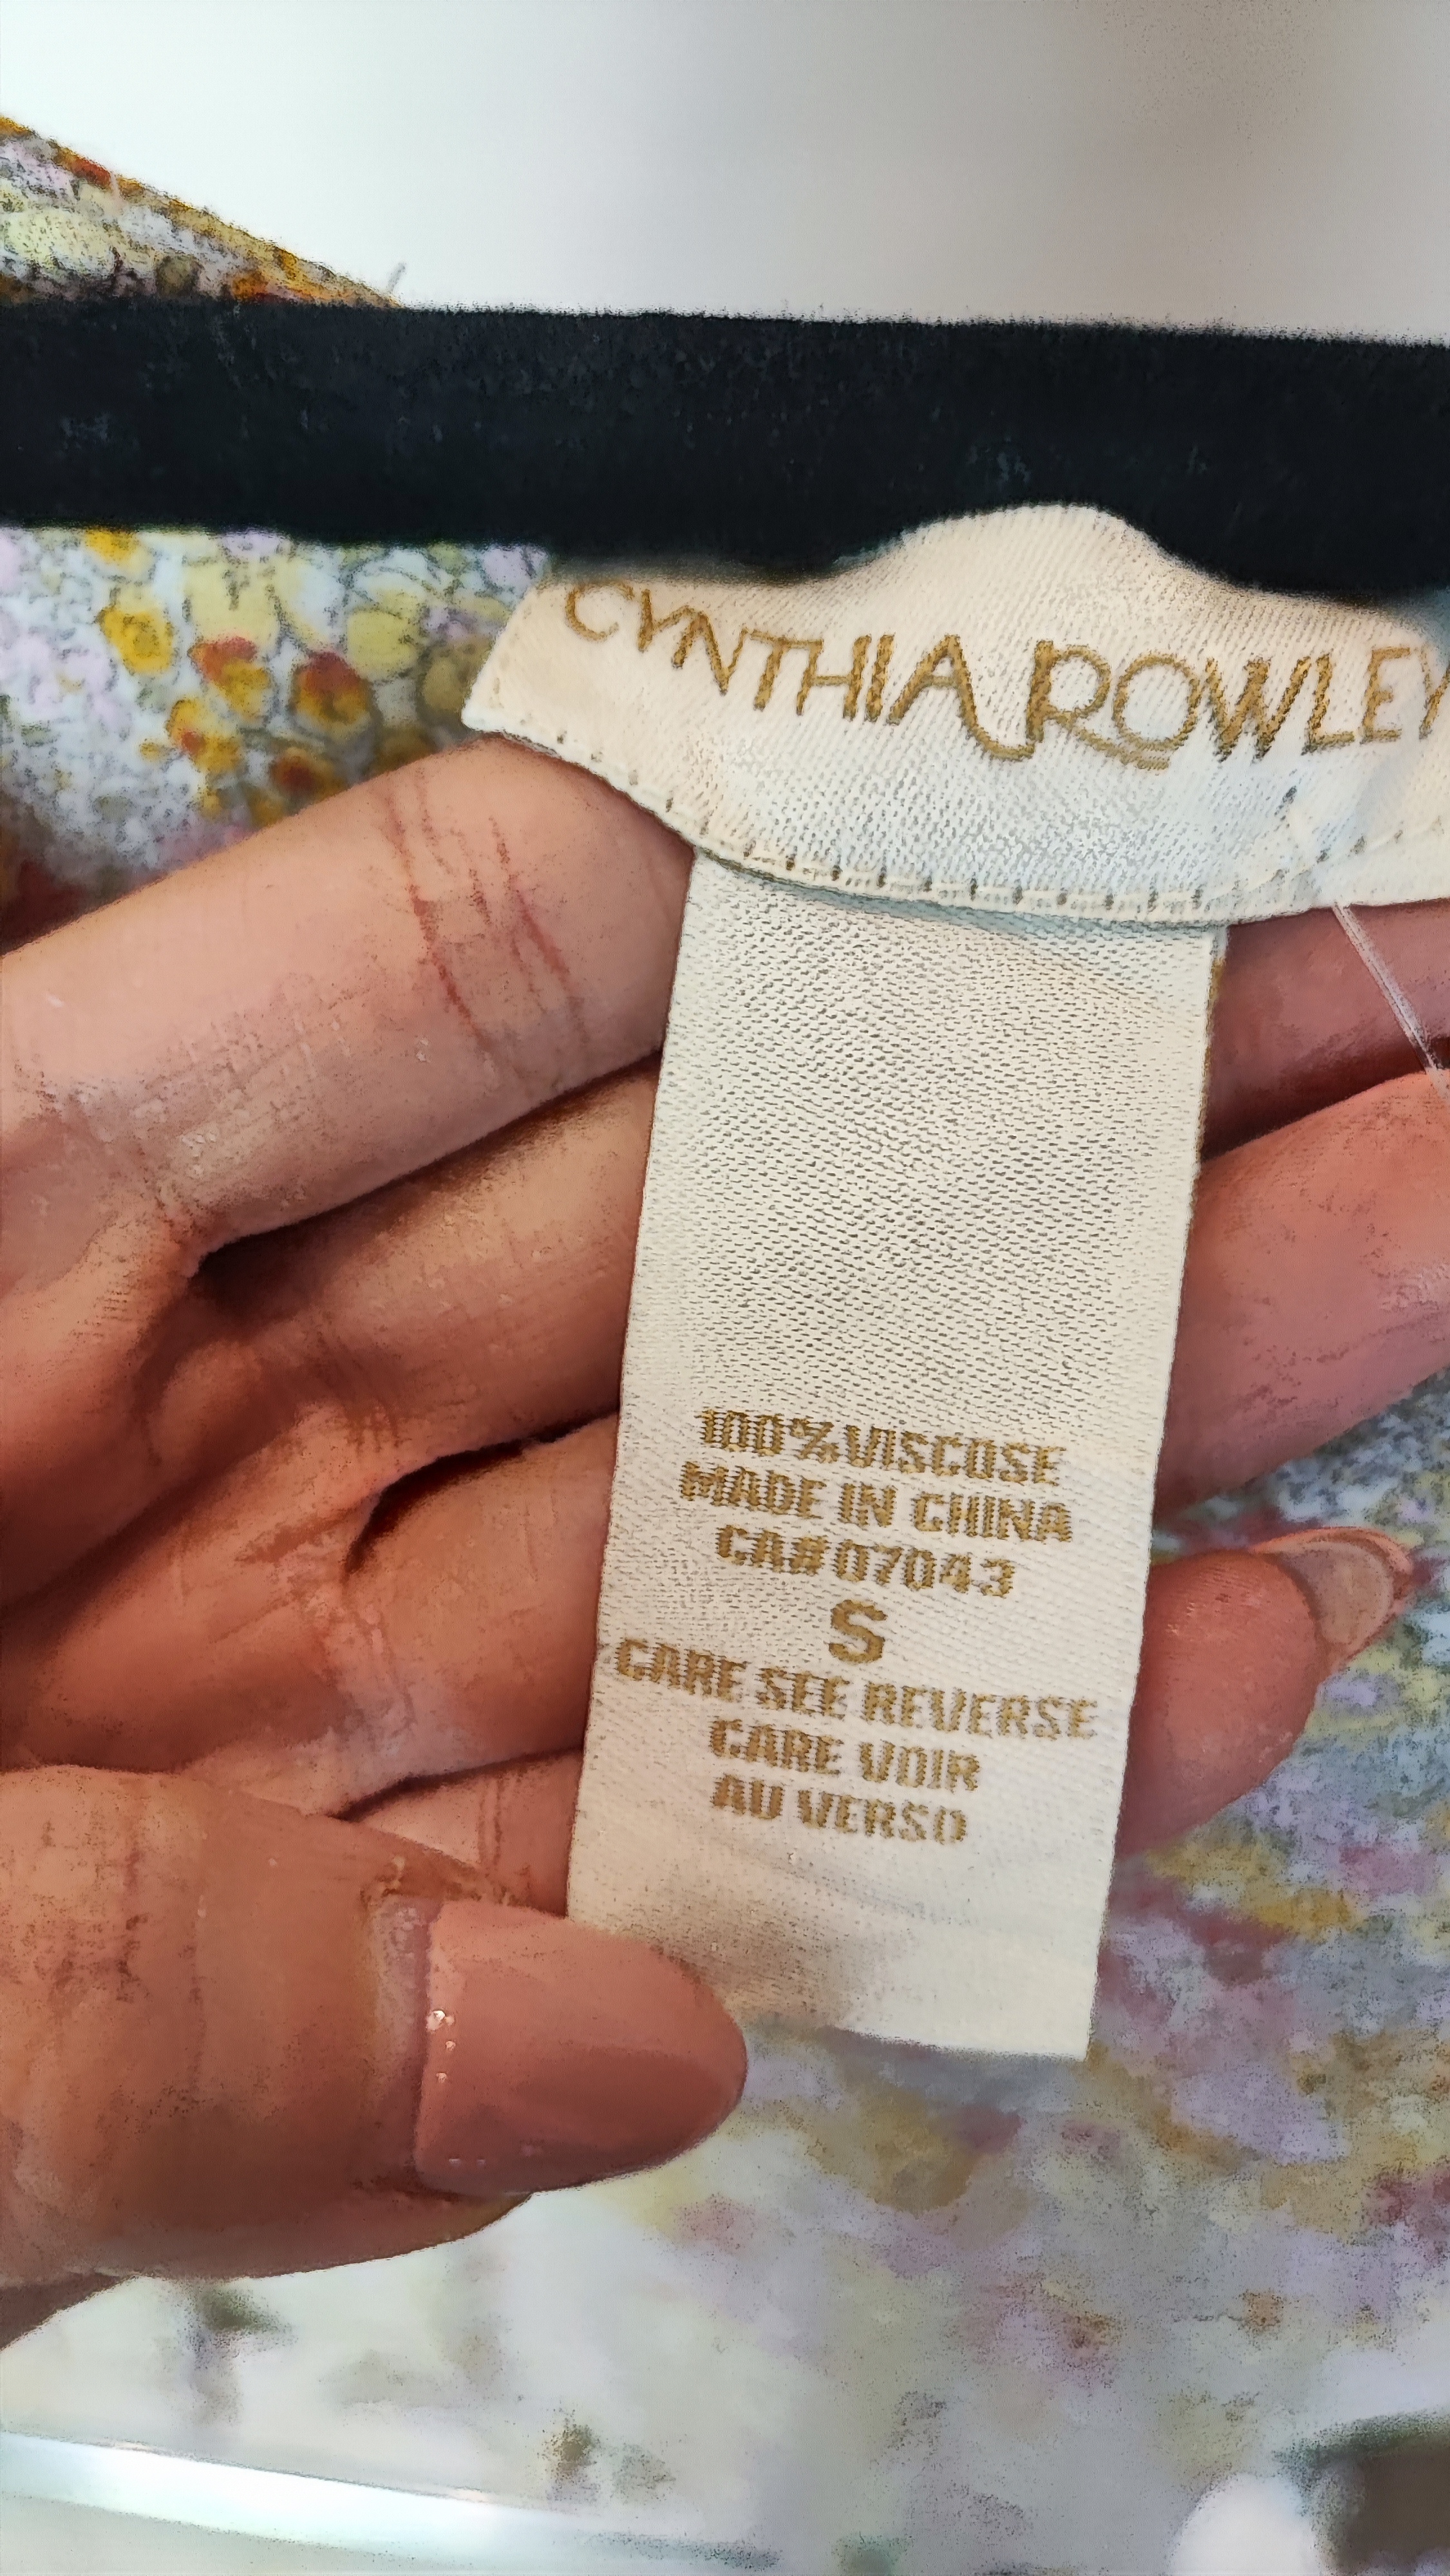 CYNTHIA ROWLEY
100% VISCOSE
MADE IN CHINA
CA#07043
S
CARE SEE REVERSE
CARE VOIR
AU VERSO